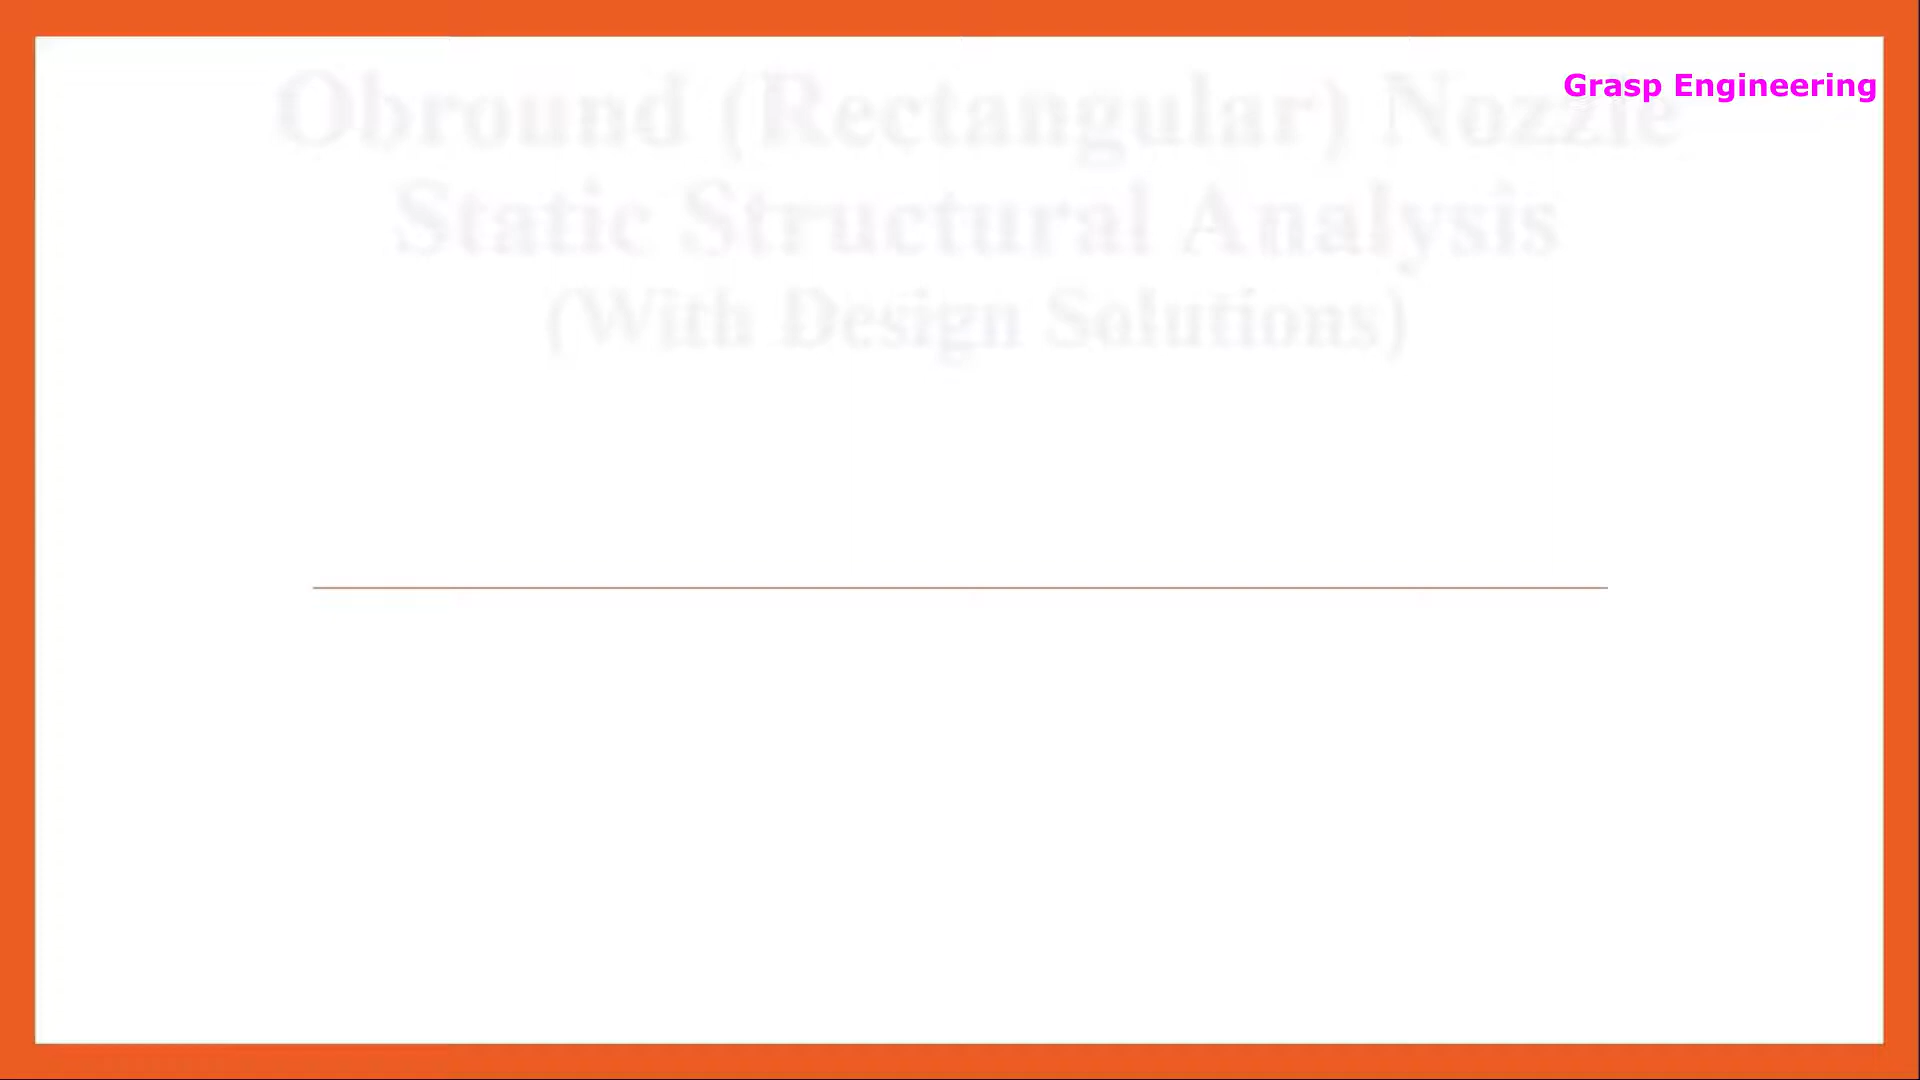 Grasp Engineering
Obround (Rectangular) Nozzle
Static Structural Analysis
(With Design Solutions)